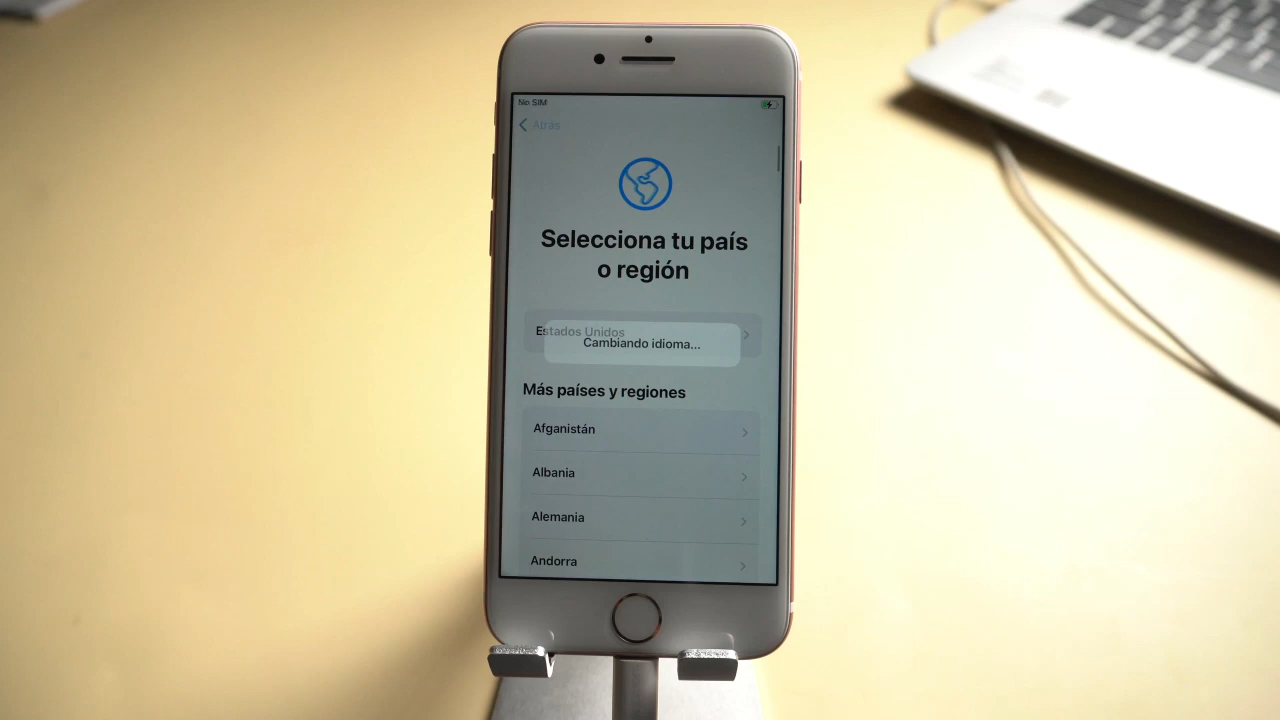 No SIM
Atrás
Selecciona tu país
o región
Estados Unidos
Cambiando idioma...
Más países y regiones
Afganistán
Albania
Alemania
Andorra